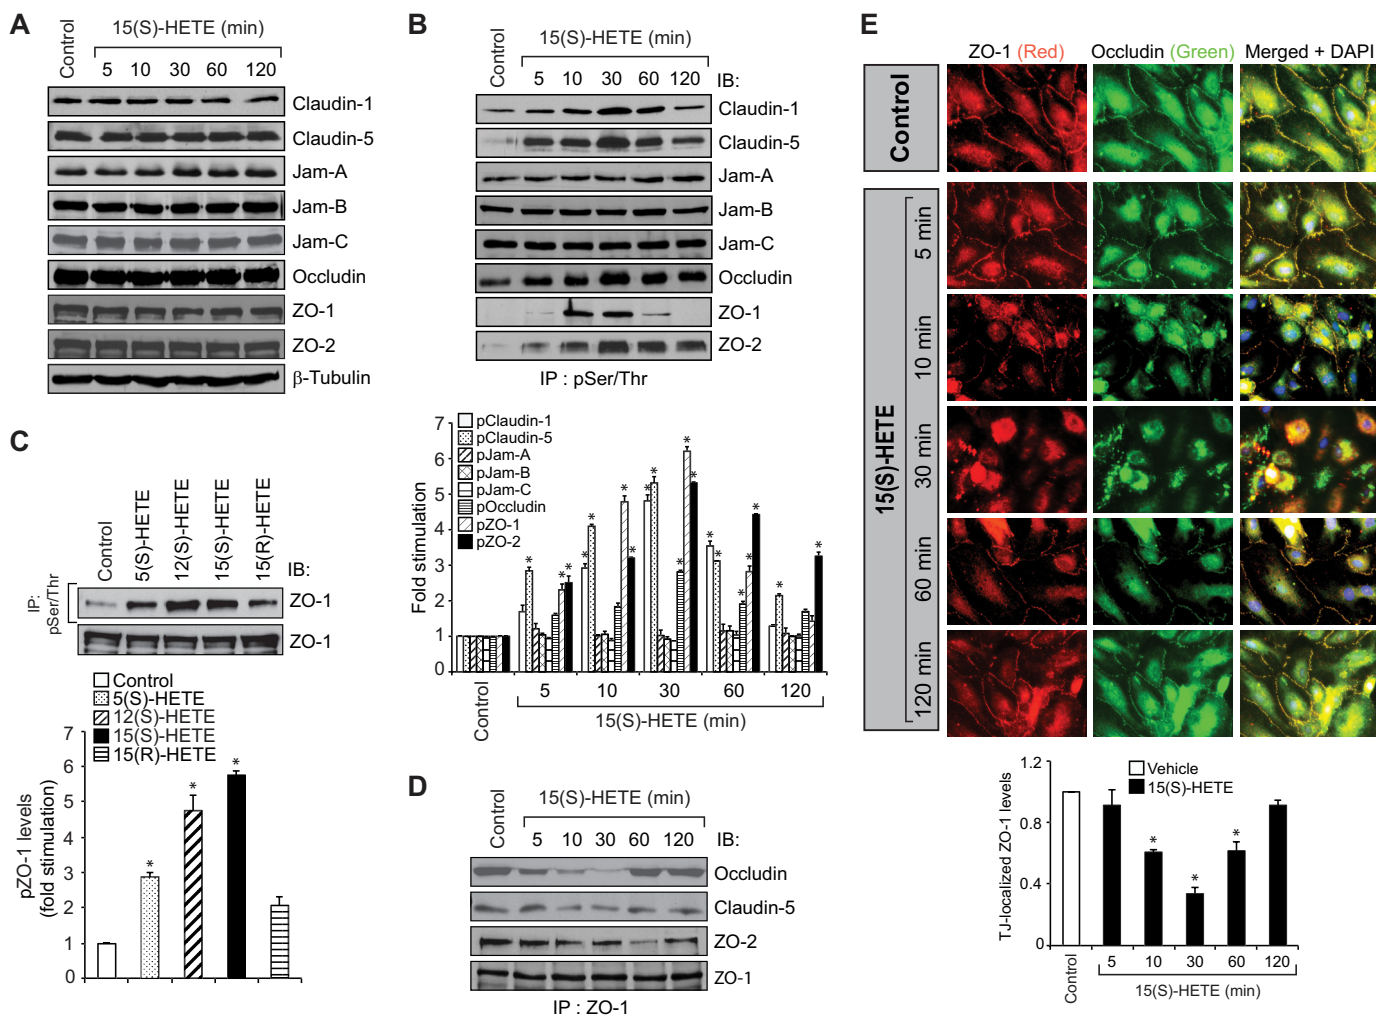 A
Control
15(S)-HETE (min)
5 10 30 60 120
Claudin-1
Claudin-5
Jam-A
Jam-B
Jam-C
Occludin
ZO-1
ZO-2
β-Tubulin
B
Control
15(S)-HETE (min)
5 10 30 60 120 IB:
Claudin-1
Claudin-5
Jam-A
Jam-B
Jam-C
Occludin
ZO-1
ZO-2
IP : pSer/Thr
Fold stimulation
7
6
5
4
3
2
1
0
pClaudin-1
pClaudin-5
pJam-A
pJam-B
pJam-C
pOccludin
pZO-1
pZO-2
* * * * * * * * * * * * * * * * * * *
Control
5 10 30 60 120
15(S)-HETE (min)
C
Control
5(S)-HETE
12(S)-HETE
15(S)-HETE
15(R)-HETE
IB:
IP:
pSer/Thr
ZO-1
ZO-1
Control
5(S)-HETE
12(S)-HETE
15(S)-HETE
15(R)-HETE
pZO-1 levels
(fold stimulation)
7
6
5
4
3
2
1
0
* * *
D
Control
15(S)-HETE (min)
5 10 30 60 120 IB:
Occludin
Claudin-5
ZO-2
ZO-1
IP : ZO-1
E
ZO-1 (Red) Occludin (Green) Merged + DAPI
Control
15(S)-HETE
5 min
10 min
30 min
60 min
120 min
TJ-localized ZO-1 levels
1.2
0.8
0.4
0
Vehicle
15(S)-HETE
* * *
Control
5 10 30 60 120
15(S)-HETE (min)